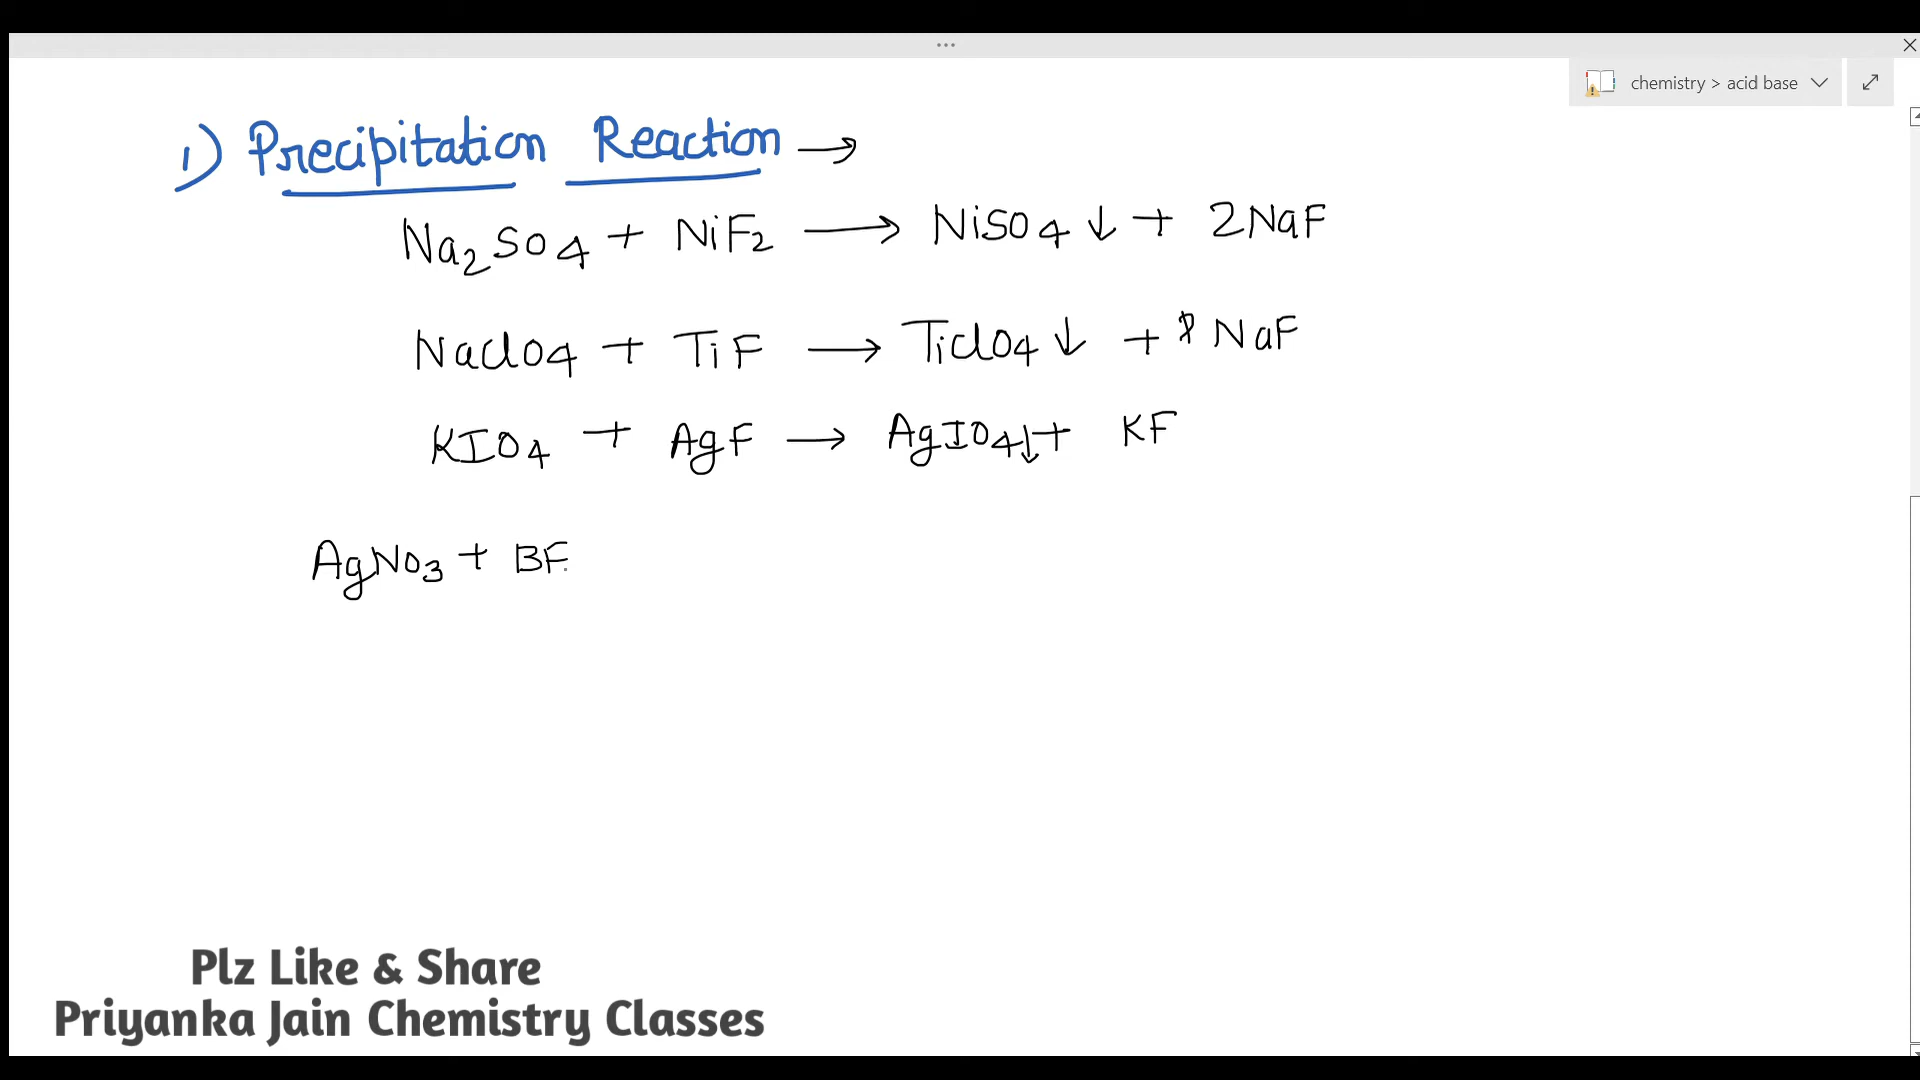 chemistry > acid base
1) Precipitation Reaction →
Na2SO4 + NiF2 → NiSO4 ↓ + 2NaF
NaClO4 + TiF → TiClO4 ↓ + NaF
KIO4 + AgF → AgIO4↓ + KF
AgNO3 + BF
Plz Like & Share
Priyanka Jain Chemistry Classes